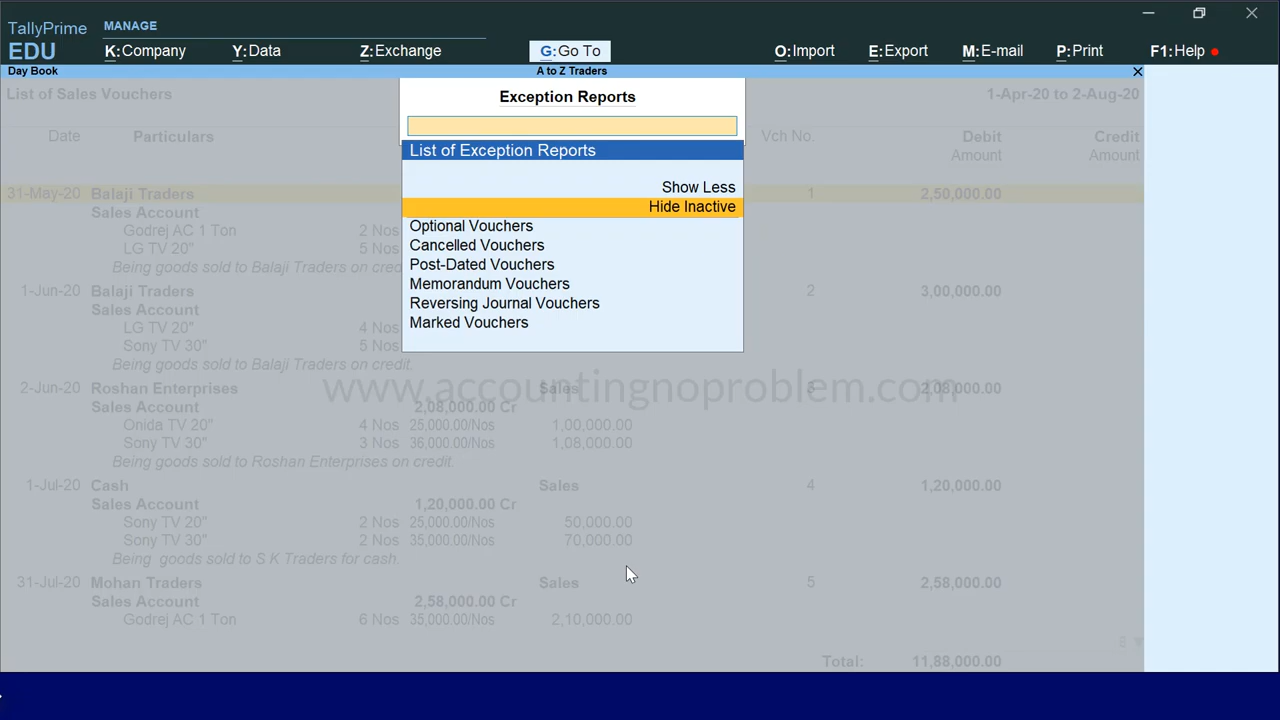 TallyPrime MANAGE
EDU K:Company Y:Data Z:Exchange G:Go To O:Import E:Export M:E-mail P:Print F1:Help
Day Book A to Z Traders
List of Sales Vouchers 1-Apr-20 to 2-Aug-20
Exception Reports
Date Particulars Vch No. Debit Credit
Amount Amount
List of Exception Reports
Show Less
Hide Inactive
Optional Vouchers
Cancelled Vouchers
Post-Dated Vouchers
Memorandum Vouchers
Reversing Journal Vouchers
Marked Vouchers
31-May-20 Balaji Traders 1 2,50,000.00
Sales Account
Godrej AC 1 Ton 2 Nos
LG TV 20" 5 Nos
Being goods sold to Balaji Traders on cred
1-Jun-20 Balaji Traders 2 3,00,000.00
Sales Account
LG TV 20" 4 Nos
Sony TV 30" 5 Nos
Being goods sold to Balaji Traders on credit.
www.accountingnoproblem.com
2-Jun-20 Roshan Enterprises Sales 3 2,08,000.00
Sales Account 2,08,000.00 Cr
Onida TV 20" 4 Nos 25,000.00/Nos 1,00,000.00
Sony TV 30" 3 Nos 36,000.00/Nos 1,08,000.00
Being goods sold to Roshan Enterprises on credit
1-Jul-20 Cash Sales 4 1,20,000.00
Sales Account 1,20,000.00 Cr
Sony TV 20" 2 Nos 25,000.00/Nos 50,000.00
Sony TV 30" 2 Nos 35,000.00/Nos 70,000.00
Being goods sold to S K Traders for cash.
31-Jul-20 Mohan Traders Sales 5 2,58,000.00
Sales Account 2,58,000.00 Cr
Godrej AC 1 Ton 6 Nos 35,000.00/Nos 2,10,000.00
Total: 11,88,000.00